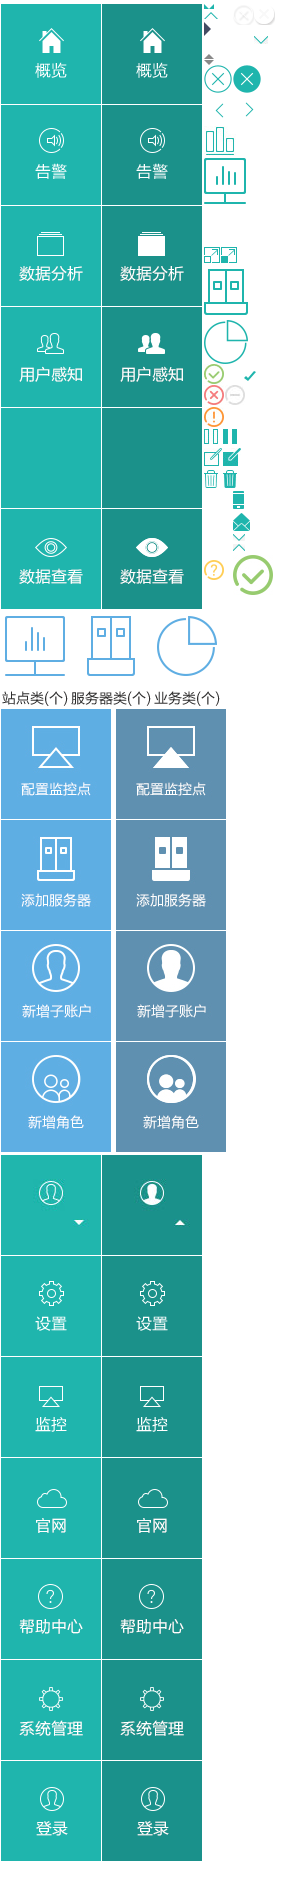 概览 概览
告警 告警
数据分析 数据分析
用户感知 用户感知
数据查看 数据查看
站点类(个) 服务器类(个) 业务类(个)
配置监控点 配置监控点
添加服务器 添加服务器
新增子账户 新增子账户
新增角色 新增角色
设置 设置
监控 监控
官网 官网
帮助中心 帮助中心
系统管理 系统管理
登录 登录